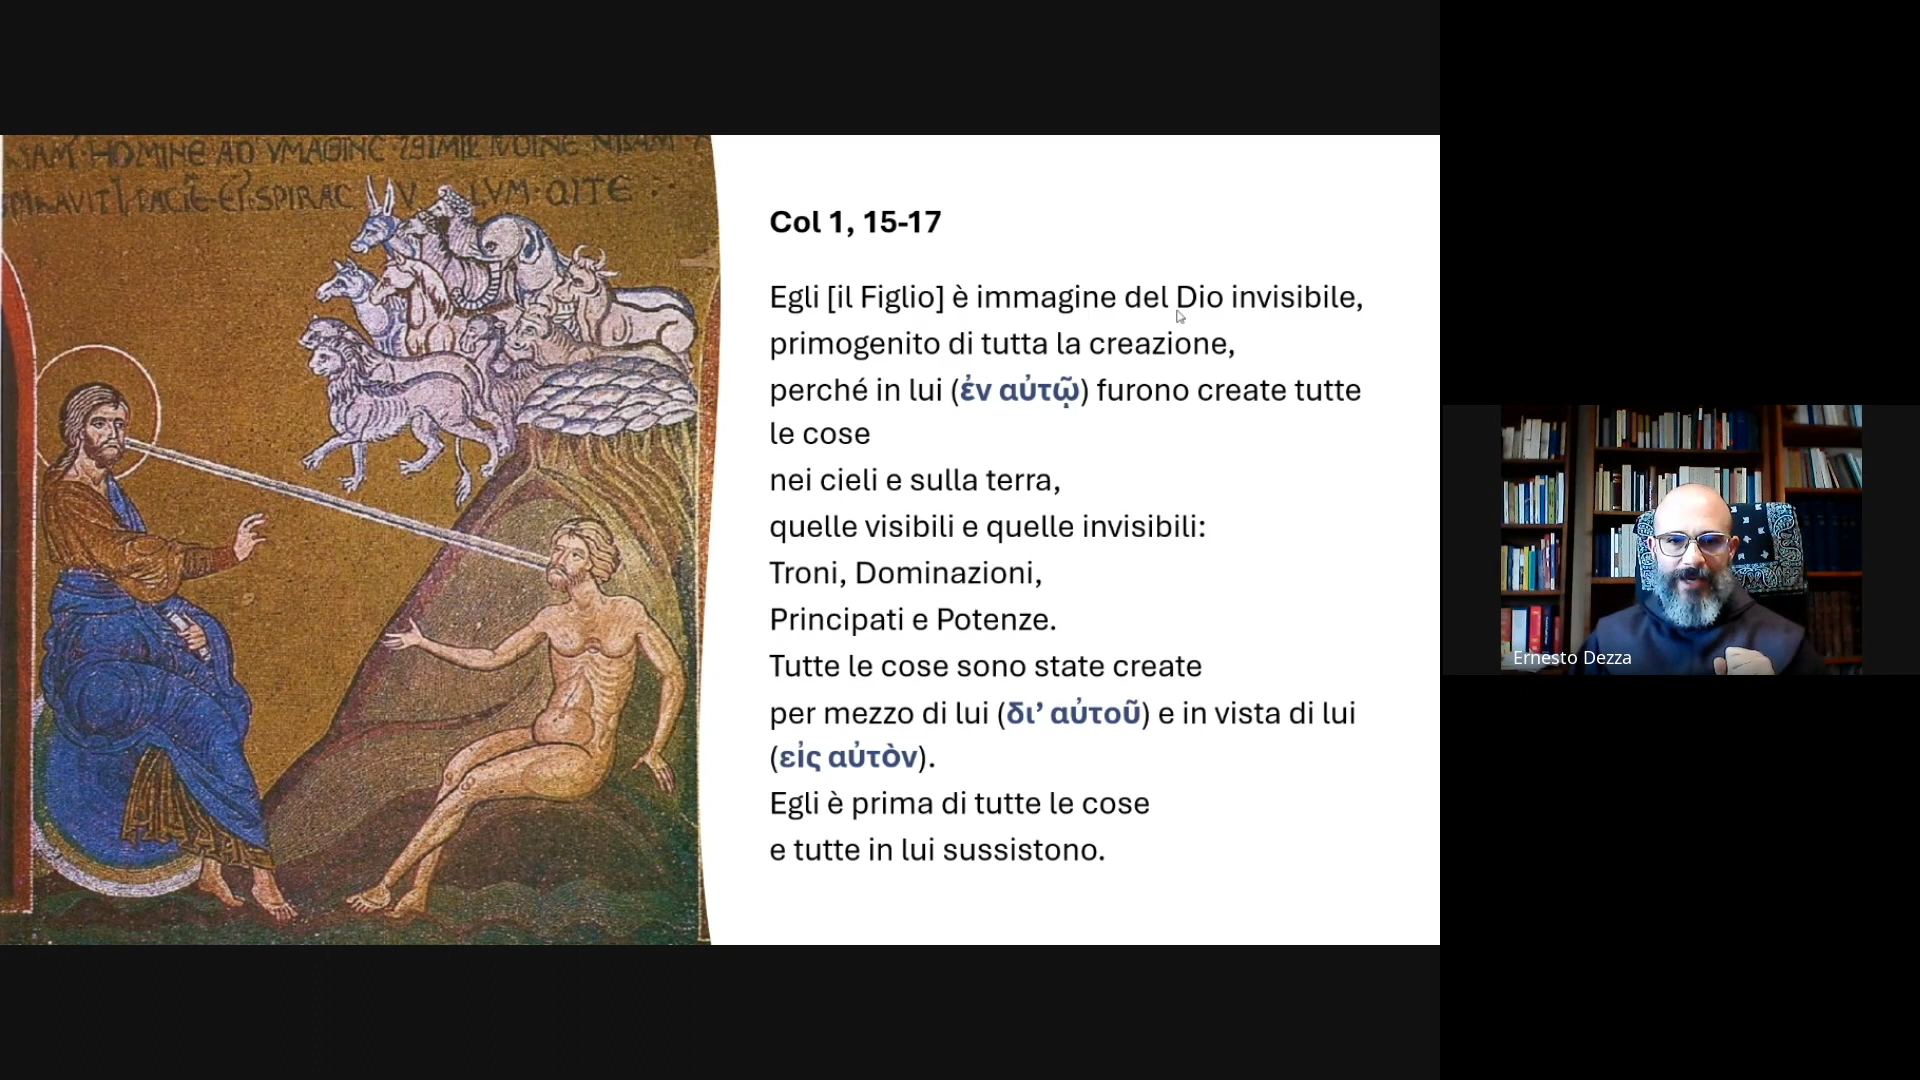 HOMINE AD YMAGINE
Col 1, 15-17
Egli [il Figlio] è immagine del Dio invisibile,
primogenito di tutta la creazione,
perché in lui (ἐν αὐτῷ) furono create tutte
le cose
nei cieli e sulla terra,
quelle visibili e quelle invisibili:
Troni, Dominazioni,
Principati e Potenze.
Tutte le cose sono state create
per mezzo di lui (δι’ αὐτοῦ) e in vista di lui
(εἰς αὐτὸν).
Egli è prima di tutte le cose
e tutte in lui sussistono.
Ernesto Dezza